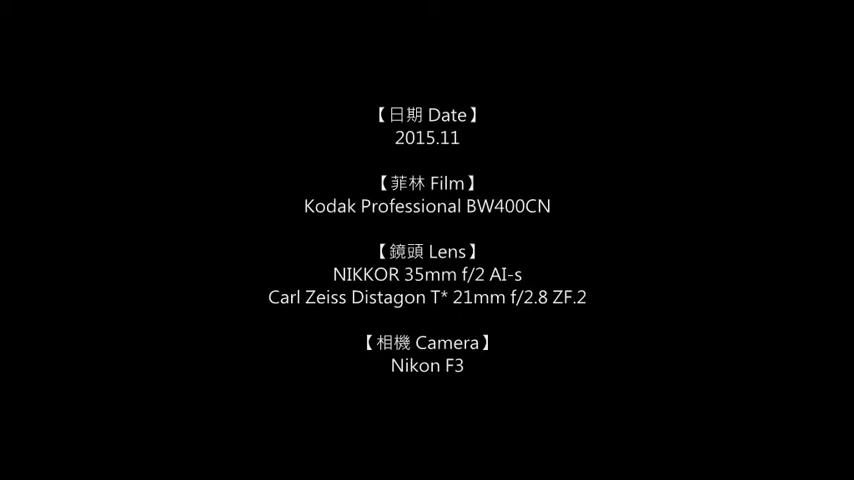 【日期 Date】
2015.11
【菲林 Film】
Kodak Professional BW400CN
【鏡頭 Lens】
NIKKOR 35mm f/2 AI-s
Carl Zeiss Distagon T* 21mm f/2.8 ZF.2
【相機 Camera】
Nikon F3